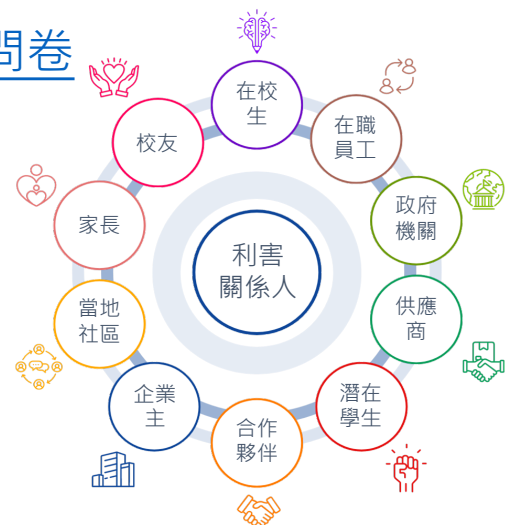 問卷
在校
生
在職
員工
政府
機關
供應
商
潛在
學生
合作
夥伴
企業
主
當地
社區
家長
校友
利害
關係人